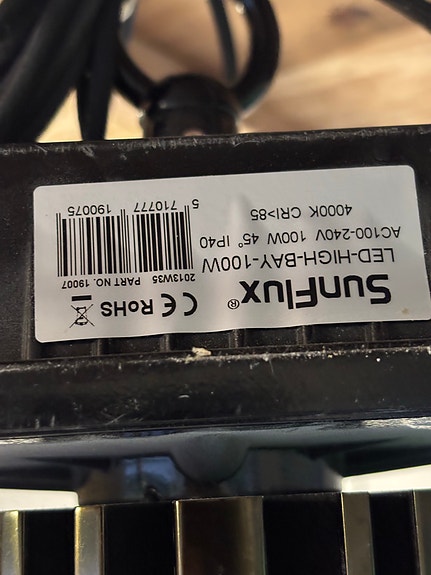 SunFlux®
LED-HIGH-BAY-100W
AC100-240V 100W 45° IP40
4000K CRI>85
CE RoHS
2013W35 PART NO. 19007
5 710777 190075